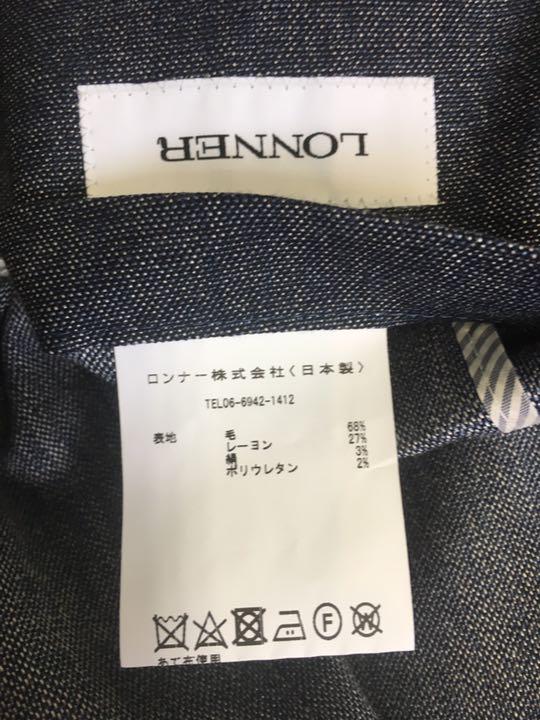 LONNER
ロンナー株式会社〈日本製〉
TEL06-6942-1412
表地 毛 68%
レーヨン 27%
絹 3%
ポリウレタン 2%
F W
あて布使用